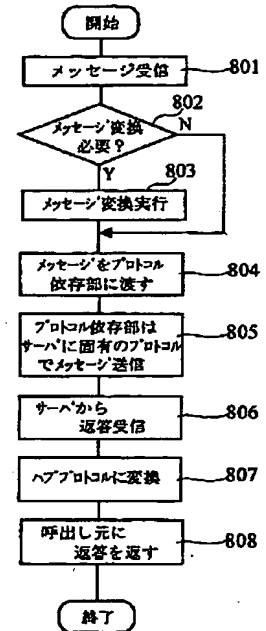 開始
メッセージ受信
801
802
メッセージ変換
必要?
N
Y
803
メッセージ変換実行
メッセージをプロトコル
依存部に渡す
804
プロトコル依存部は
サーバに固有のプロトコル
でメッセージ送信
805
サーバから
返答受信
806
ハブプロトコルに変換
807
呼出し元に
返答を返す
808
終了